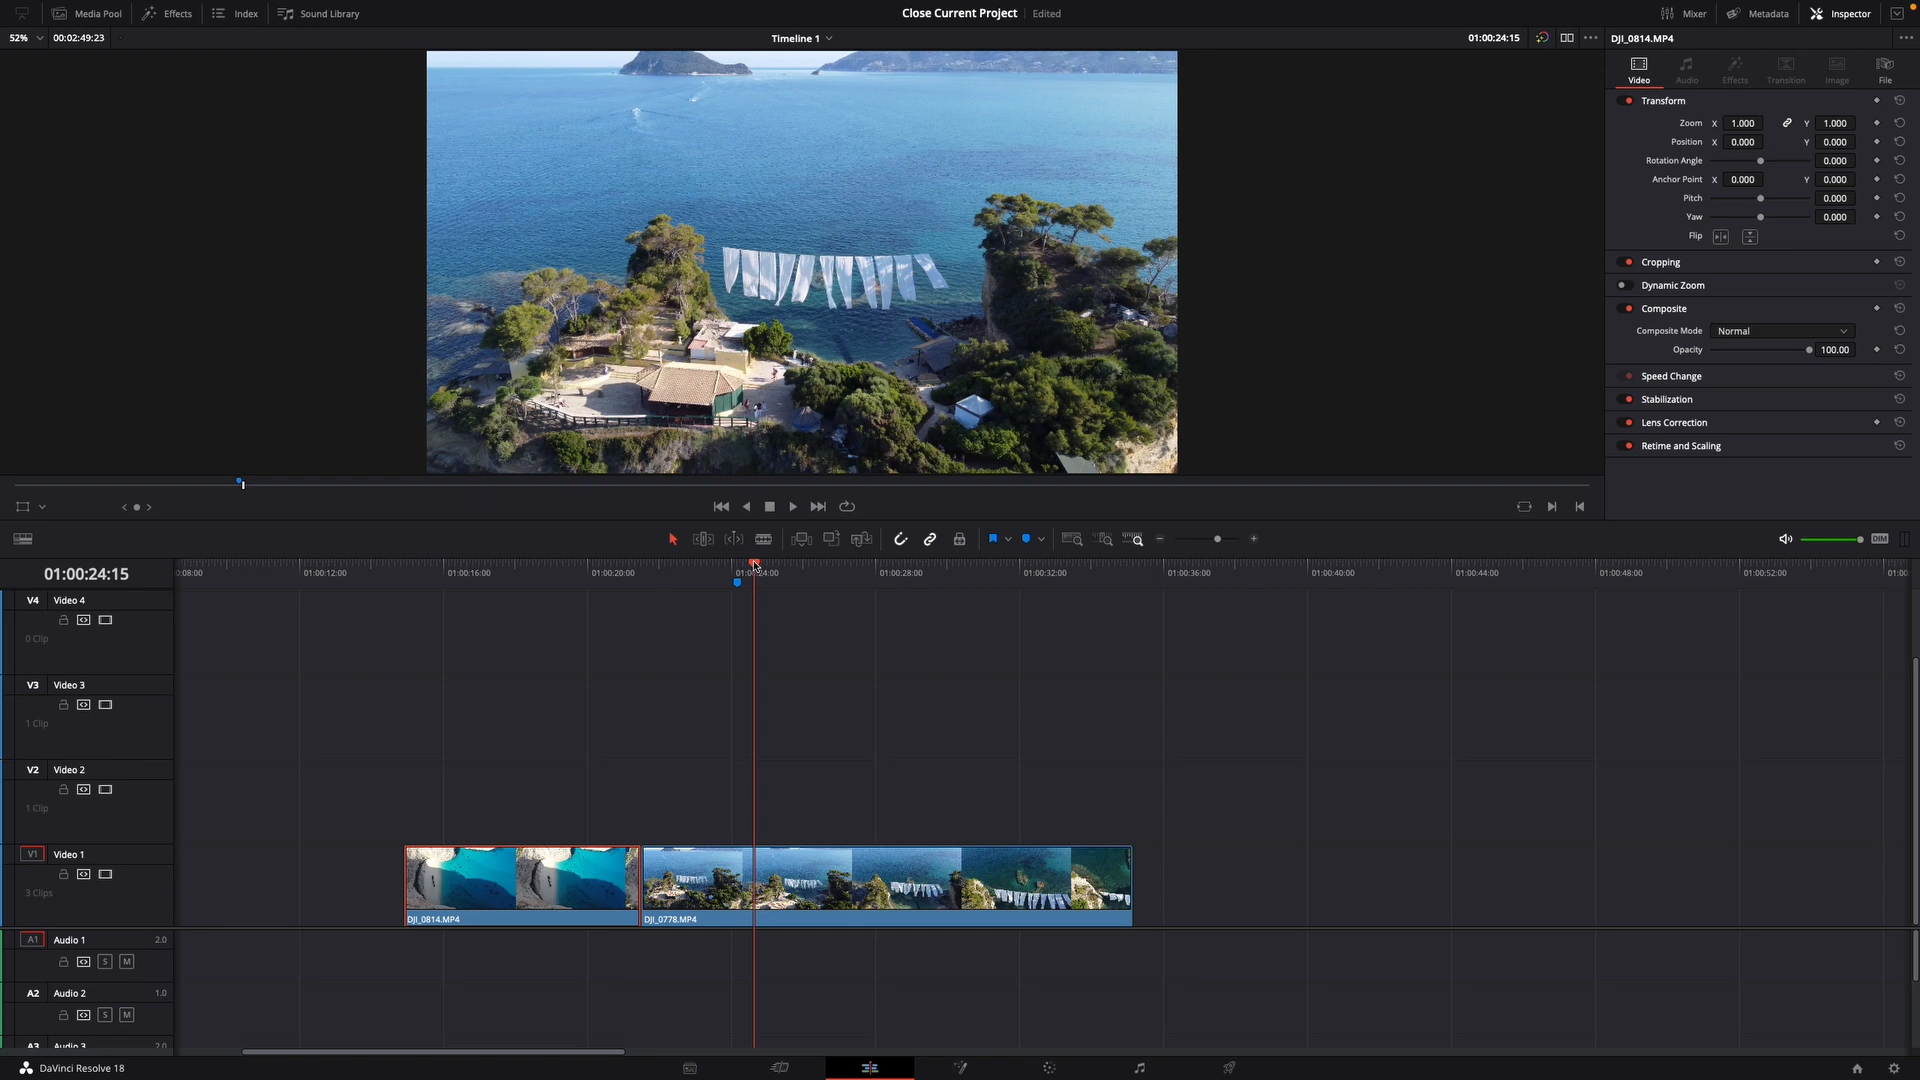 Media Pool
Effects
Index
Sound Library
Close Current Project
Edited
Mixer
Metadata
Inspector
52%
00:02:49:23
Timeline 1
01:00:24:15
DJI_0814.MP4
Video
Audio
Effects
Transition
Image
File
Transform
Zoom X 1.000 Y 1.000
Position X 0.000 Y 0.000
Rotation Angle 0.000
Anchor Point X 0.000 Y 0.000
Pitch 0.000
Yaw 0.000
Flip
Cropping
Dynamic Zoom
Composite
Composite Mode Normal
Opacity 100.00
Speed Change
Stabilization
Lens Correction
Retime and Scaling
DIM
01:00:24:15
0:08:00
01:00:12:00
01:00:16:00
01:00:20:00
01:00:24:00
01:00:28:00
01:00:32:00
01:00:36:00
01:00:40:00
01:00:44:00
01:00:48:00
01:00:52:00
01:00:
V4 Video 4
0 Clip
V3 Video 3
1 Clip
V2 Video 2
1 Clip
V1 Video 1
3 Clips
DJI_0814.MP4
DJI_0778.MP4
A1 Audio 1 2.0
S M
A2 Audio 2 1.0
S M
A3 Audio 3 2.0
DaVinci Resolve 18